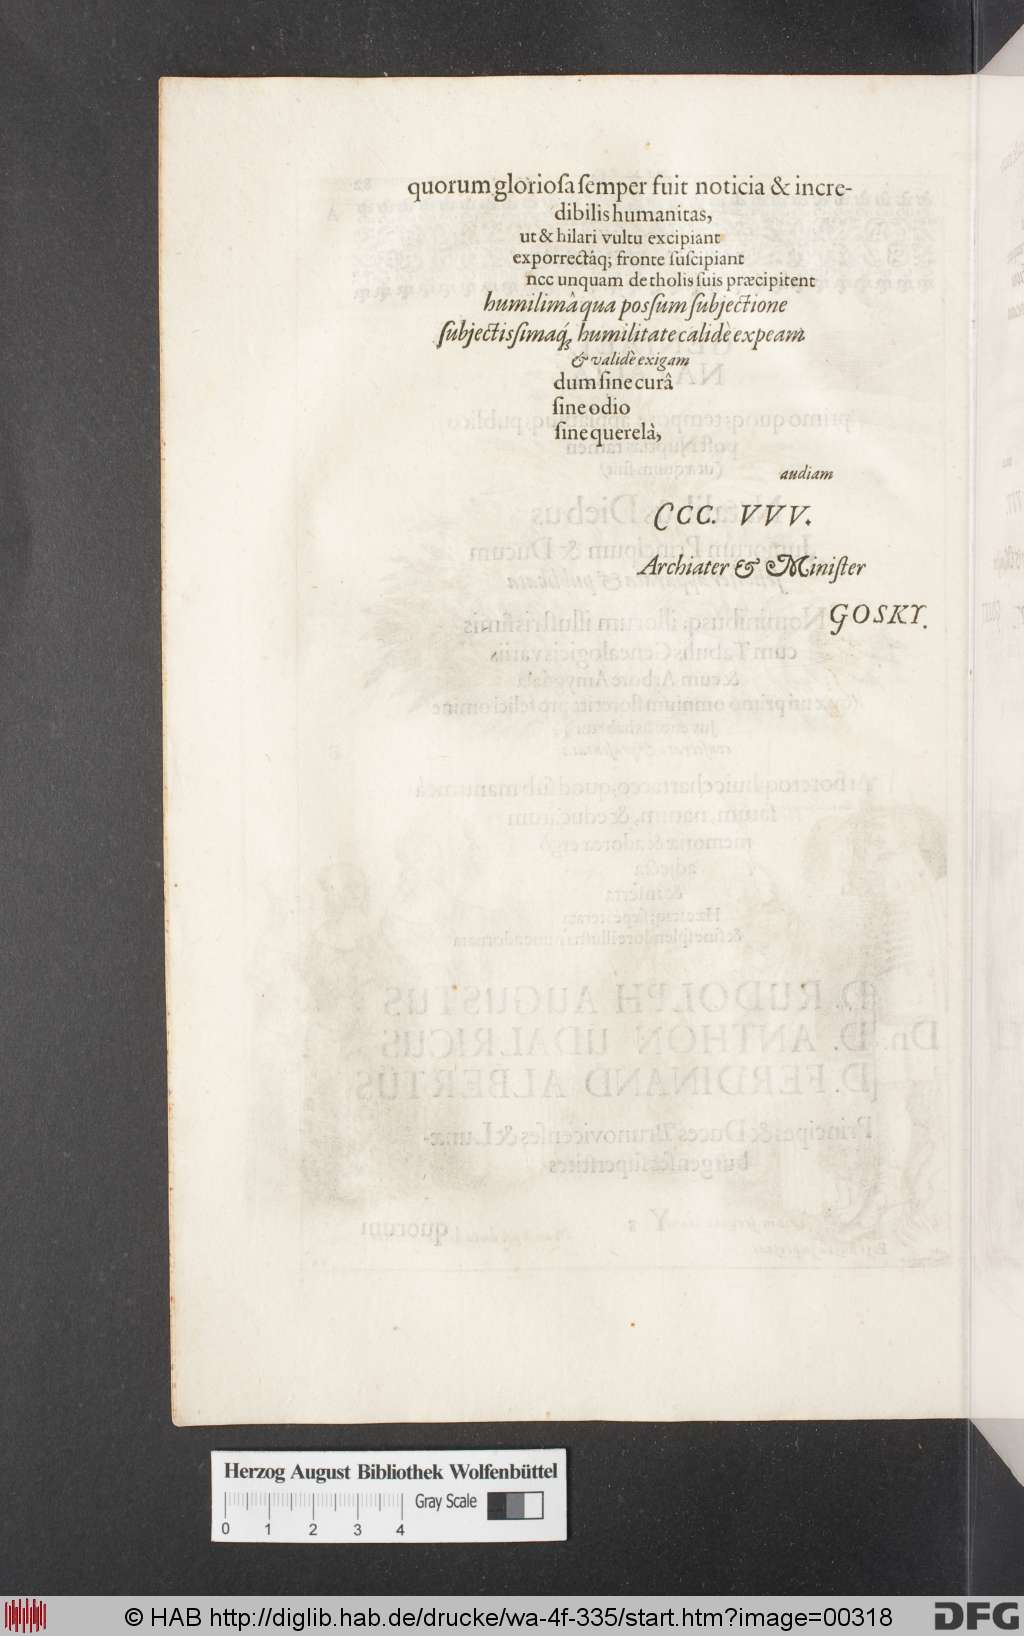 quorum glorioſa ſemper fuit noticia & incre-
dibilis humanitas,
ut & hilari vultu excipiant
exporrectâq; fronte ſuſcipiant
nec unquam de tholis ſuis præcipitent
humilimâ qua poſſum ſubjectione
ſubjectiſſimaq́; humilitate calidè expeam
& validè exigam
dum ſine curâ
ſine odio
ſine querelà,
audiam
CCC. VVV.
Archiater & Miniſter
GOSKY.
Herzog August Bibliothek Wolfenbüttel
Gray Scale
0 1 2 3 4
© HAB http://diglib.hab.de/drucke/wa-4f-335/start.htm?image=00318
DFG